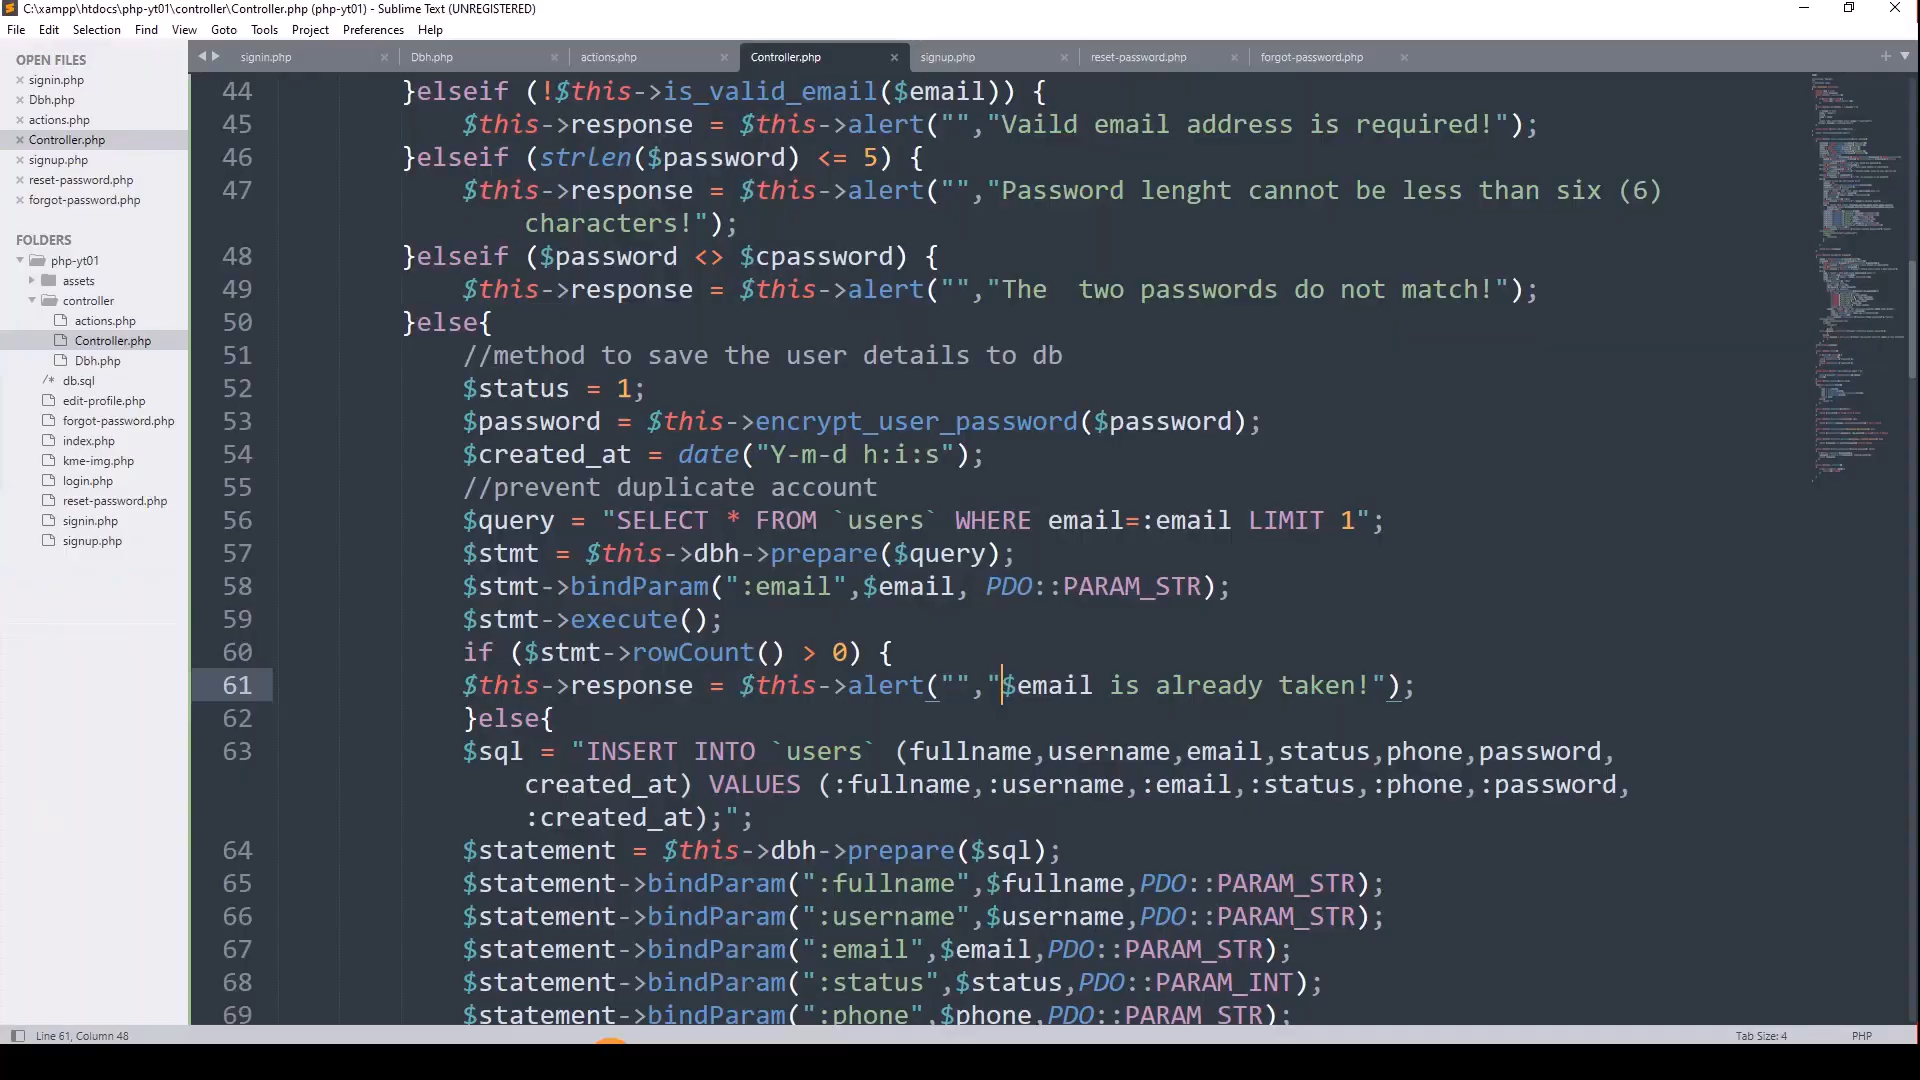 C:\xampp\htdocs\php-yt01\controller\Controller.php (php-yt01) - Sublime Text (UNREGISTERED)
File Edit Selection Find View Goto Tools Project Preferences Help
OPEN FILES
signin.php
Dbh.php
actions.php
Controller.php
signup.php
reset-password.php
forgot-password.php
FOLDERS
php-yt01
assets
controller
actions.php
Controller.php
Dbh.php
/* db.sql
edit-profile.php
forgot-password.php
index.php
kme-img.php
login.php
reset-password.php
signin.php
signup.php
signin.php Dbh.php actions.php Controller.php signup.php reset-password.php forgot-password.php
44 }elseif (!$this->is_valid_email($email)) {
45 $this->response = $this->alert("","Vaild email address is required!");
46 }elseif (strlen($password) <= 5) {
47 $this->response = $this->alert("","Password lenght cannot be less than six (6)
characters!");
48 }elseif ($password <> $cpassword) {
49 $this->response = $this->alert("","The  two passwords do not match!");
50 }else{
51 //method to save the user details to db
52 $status = 1;
53 $password = $this->encrypt_user_password($password);
54 $created_at = date("Y-m-d h:i:s");
55 //prevent duplicate account
56 $query = "SELECT * FROM `users` WHERE email=:email LIMIT 1";
57 $stmt = $this->dbh->prepare($query);
58 $stmt->bindParam(":email",$email, PDO::PARAM_STR);
59 $stmt->execute();
60 if ($stmt->rowCount() > 0) {
61 $this->response = $this->alert("","$email is already taken!");
62 }else{
63 $sql = "INSERT INTO `users` (fullname,username,email,status,phone,password,
created_at) VALUES (:fullname,:username,:email,:status,:phone,:password,
:created_at);";
64 $statement = $this->dbh->prepare($sql);
65 $statement->bindParam(":fullname",$fullname,PDO::PARAM_STR);
66 $statement->bindParam(":username",$username,PDO::PARAM_STR);
67 $statement->bindParam(":email",$email,PDO::PARAM_STR);
68 $statement->bindParam(":status",$status,PDO::PARAM_INT);
69 $statement->bindParam(":phone",$phone,PDO::PARAM_STR);
Line 61, Column 48
Tab Size: 4
PHP